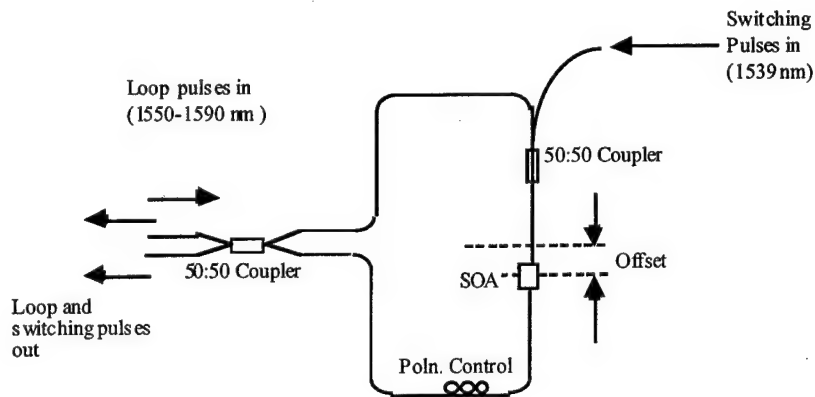 Switching
Pulses in
(1539 nm)
Loop pulses in
(1550-1590 nm )
50:50 Coupler
50:50 Coupler
Offset
SOA
Loop and
switching pulses
out
Poln. Control